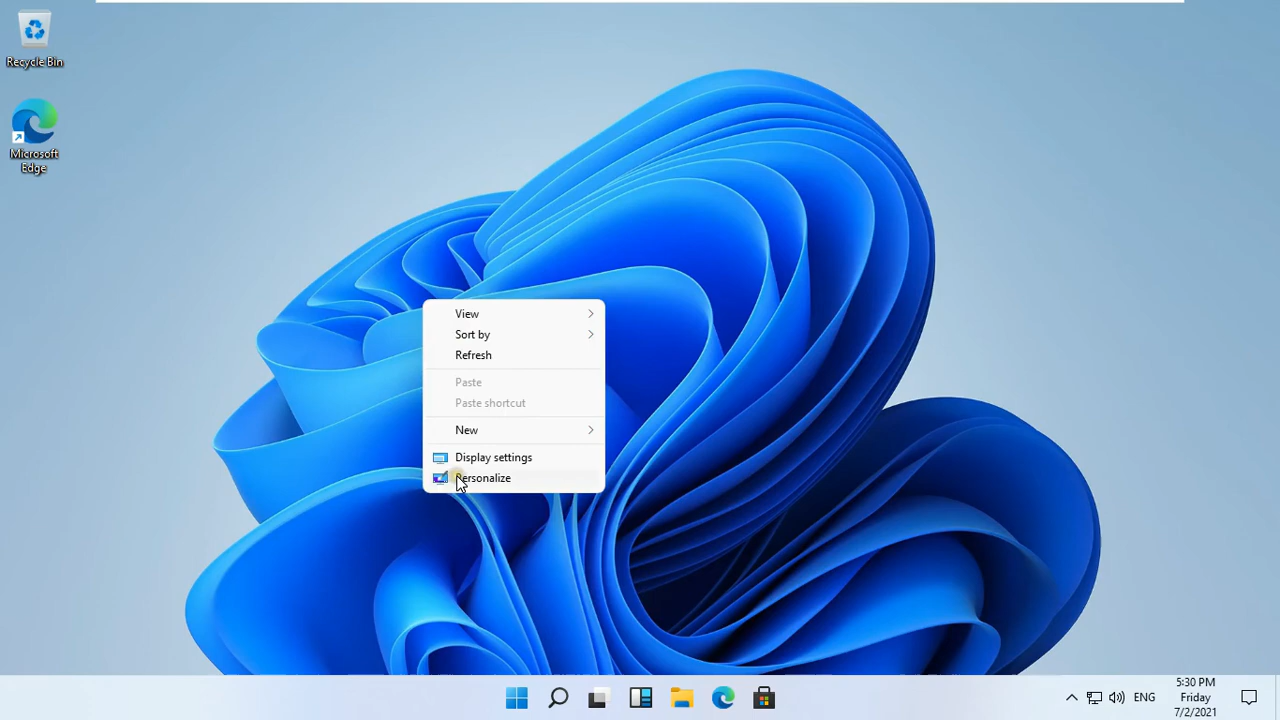 Recycle Bin
Microsoft
Edge
View
Sort by
Refresh
Paste
Paste shortcut
New
Display settings
Personalize
ENG
5:30 PM
Friday
7/2/2021